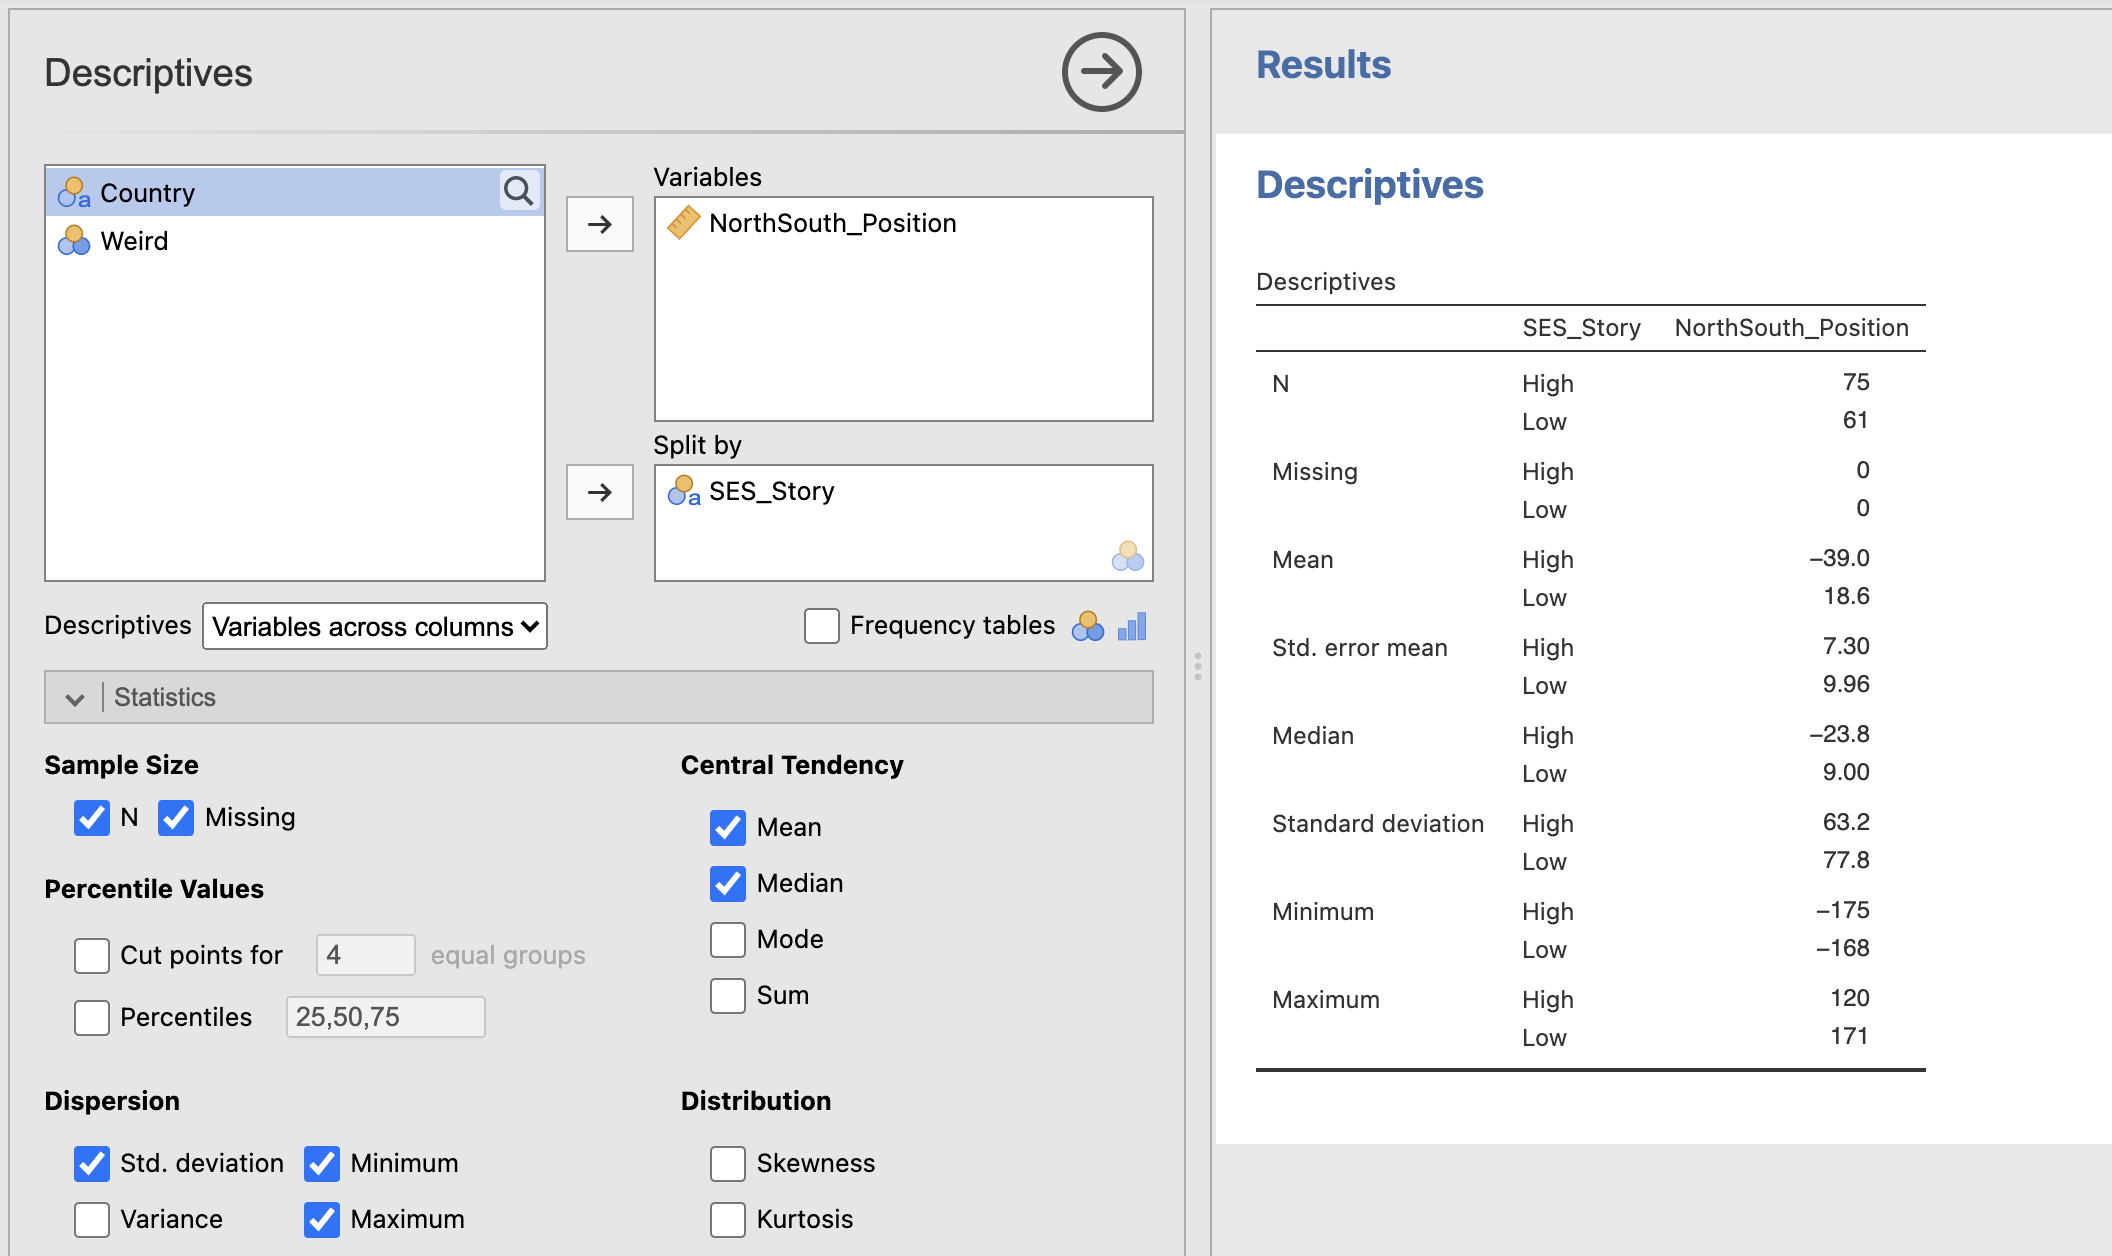 Descriptives
Country
Weird
Variables
NorthSouth_Position
Split by
a SES_Story
Descriptives Variables across columns
Frequency tables
Statistics
Sample Size
N Missing
Percentile Values
Cut points for 4 equal groups
Percentiles 25,50,75
Dispersion
Std. deviation Minimum
Variance Maximum
Central Tendency
Mean
Median
Mode
Sum
Distribution
Skewness
Kurtosis
Results
Descriptives
Descriptives
SES_Story NorthSouth_Position
N High 75
Low 61
Missing High 0
Low 0
Mean High −39.0
Low 18.6
Std. error mean High 7.30
Low 9.96
Median High −23.8
Low 9.00
Standard deviation High 63.2
Low 77.8
Minimum High −175
Low −168
Maximum High 120
Low 171